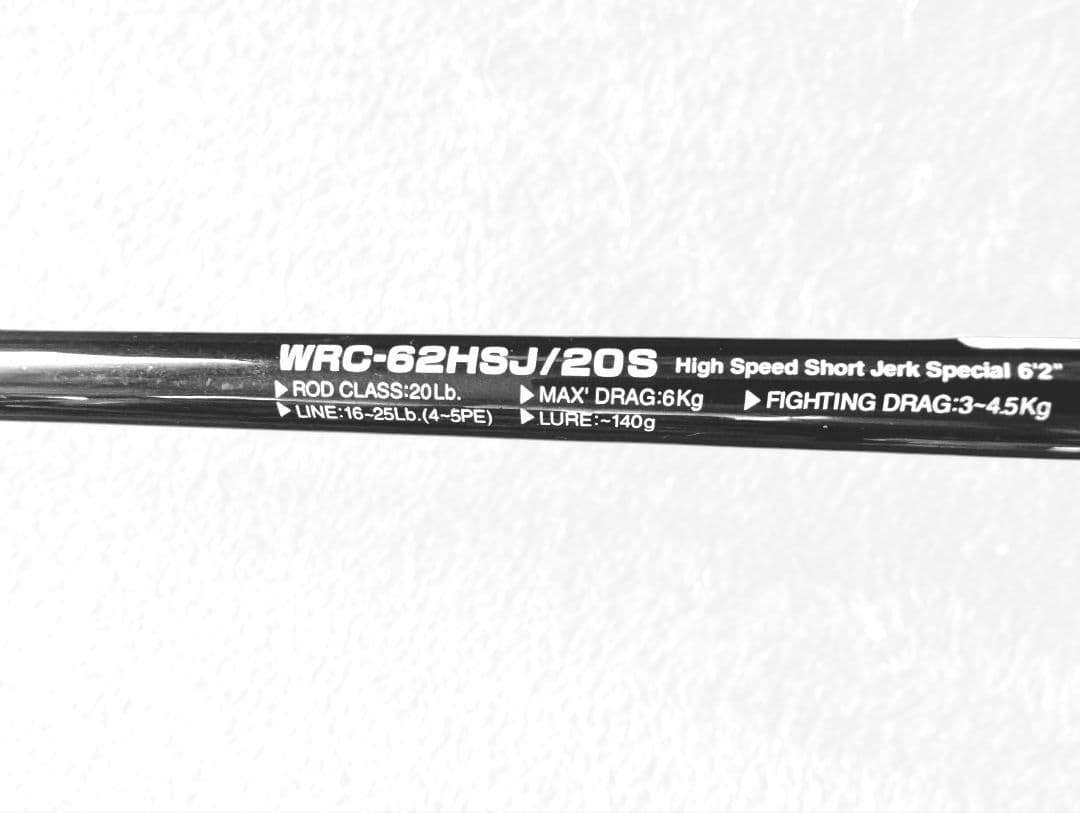 WRC-62HSJ/20S High Speed Short Jerk Special 6'2"
▶ROD CLASS:20Lb. ▶MAX' DRAG:6Kg ▶FIGHTING DRAG:3~4.5Kg
▶LINE:16~25Lb.(4~5PE) ▶LURE:~140g